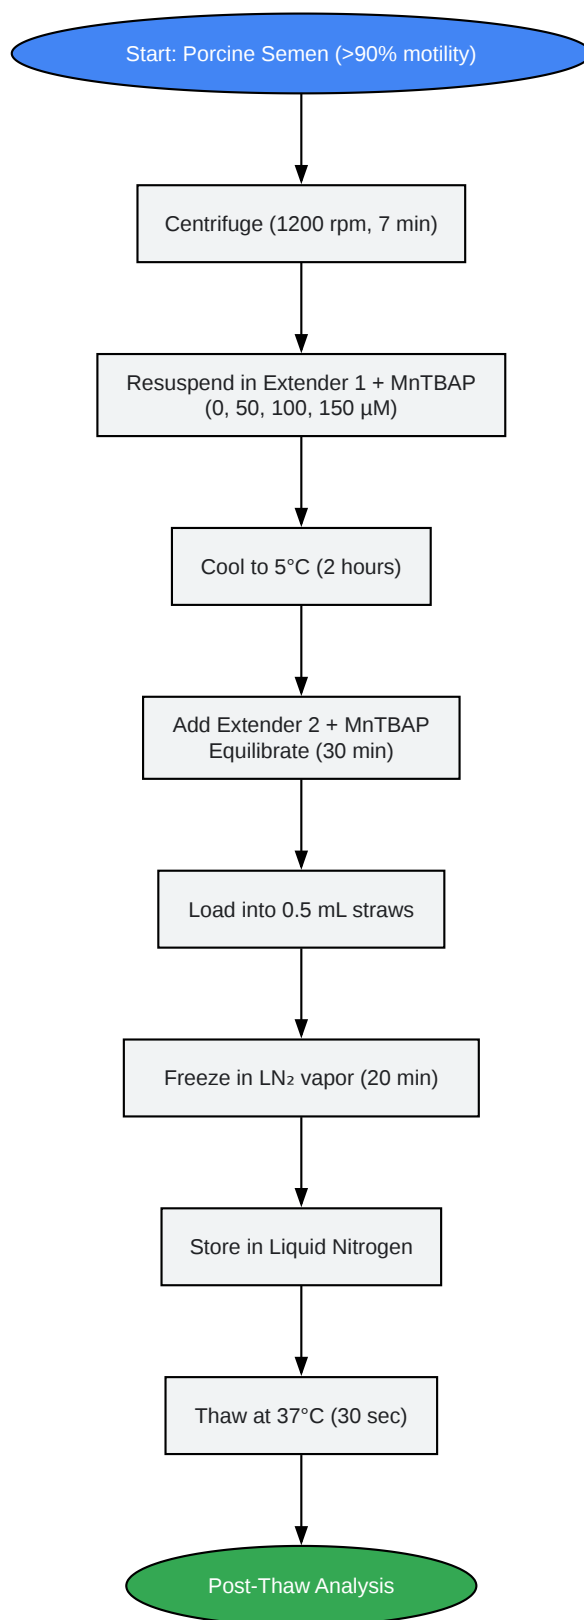 Start: Porcine Semen (>90% motility)
Centrifuge (1200 rpm, 7 min)
Resuspend in Extender 1 + MnTBAP
(0, 50, 100, 150 µM)
Cool to 5°C (2 hours)
Add Extender 2 + MnTBAP
Equilibrate (30 min)
Load into 0.5 mL straws
Freeze in LN₂ vapor (20 min)
Store in Liquid Nitrogen
Thaw at 37°C (30 sec)
Post-Thaw Analysis